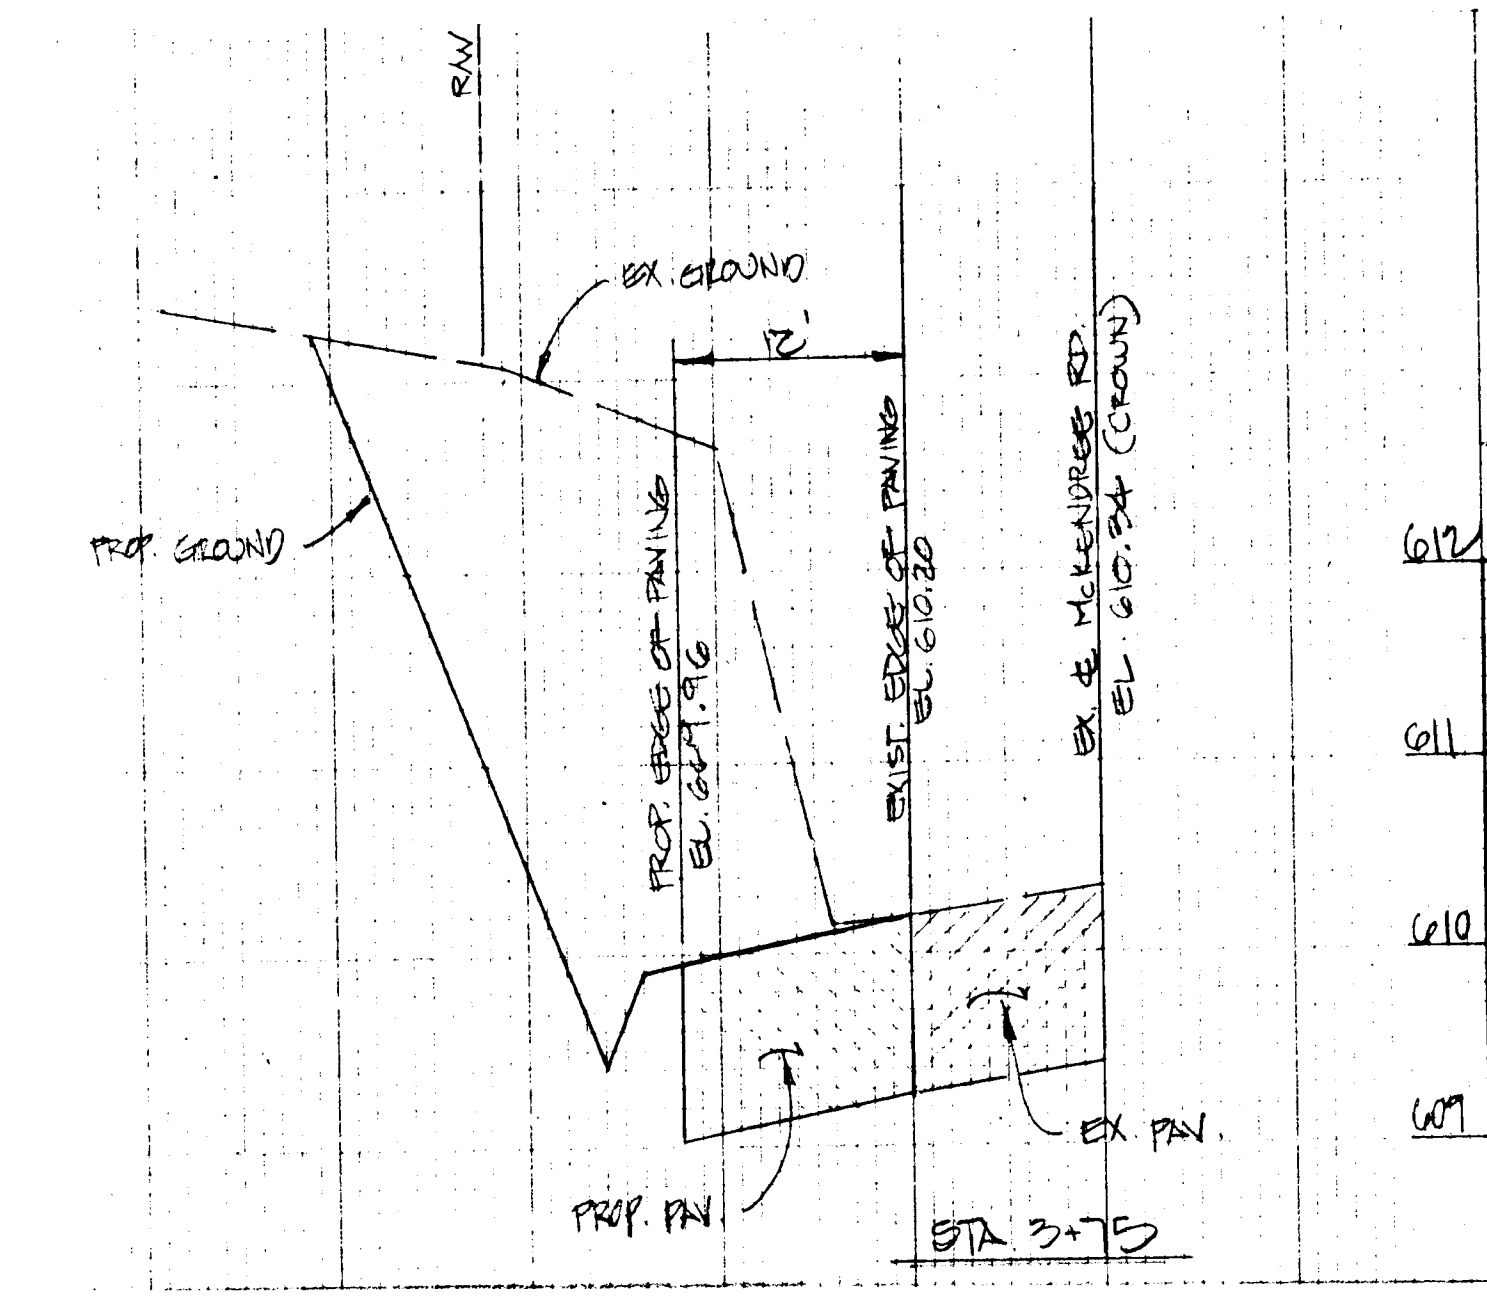 R/W
EX. GROUND
12'
PROP. GROUND
PROP. EDGE OF PAVING
EL. 609.96
EXIST. EDGE OF PAVING
EL. 610.20
EX. ℄ McKENDREE RD.
EL. 610.34 (CROWN)
612
611
610
609
EX. PAV.
PROP. PAV.
STA 3+75